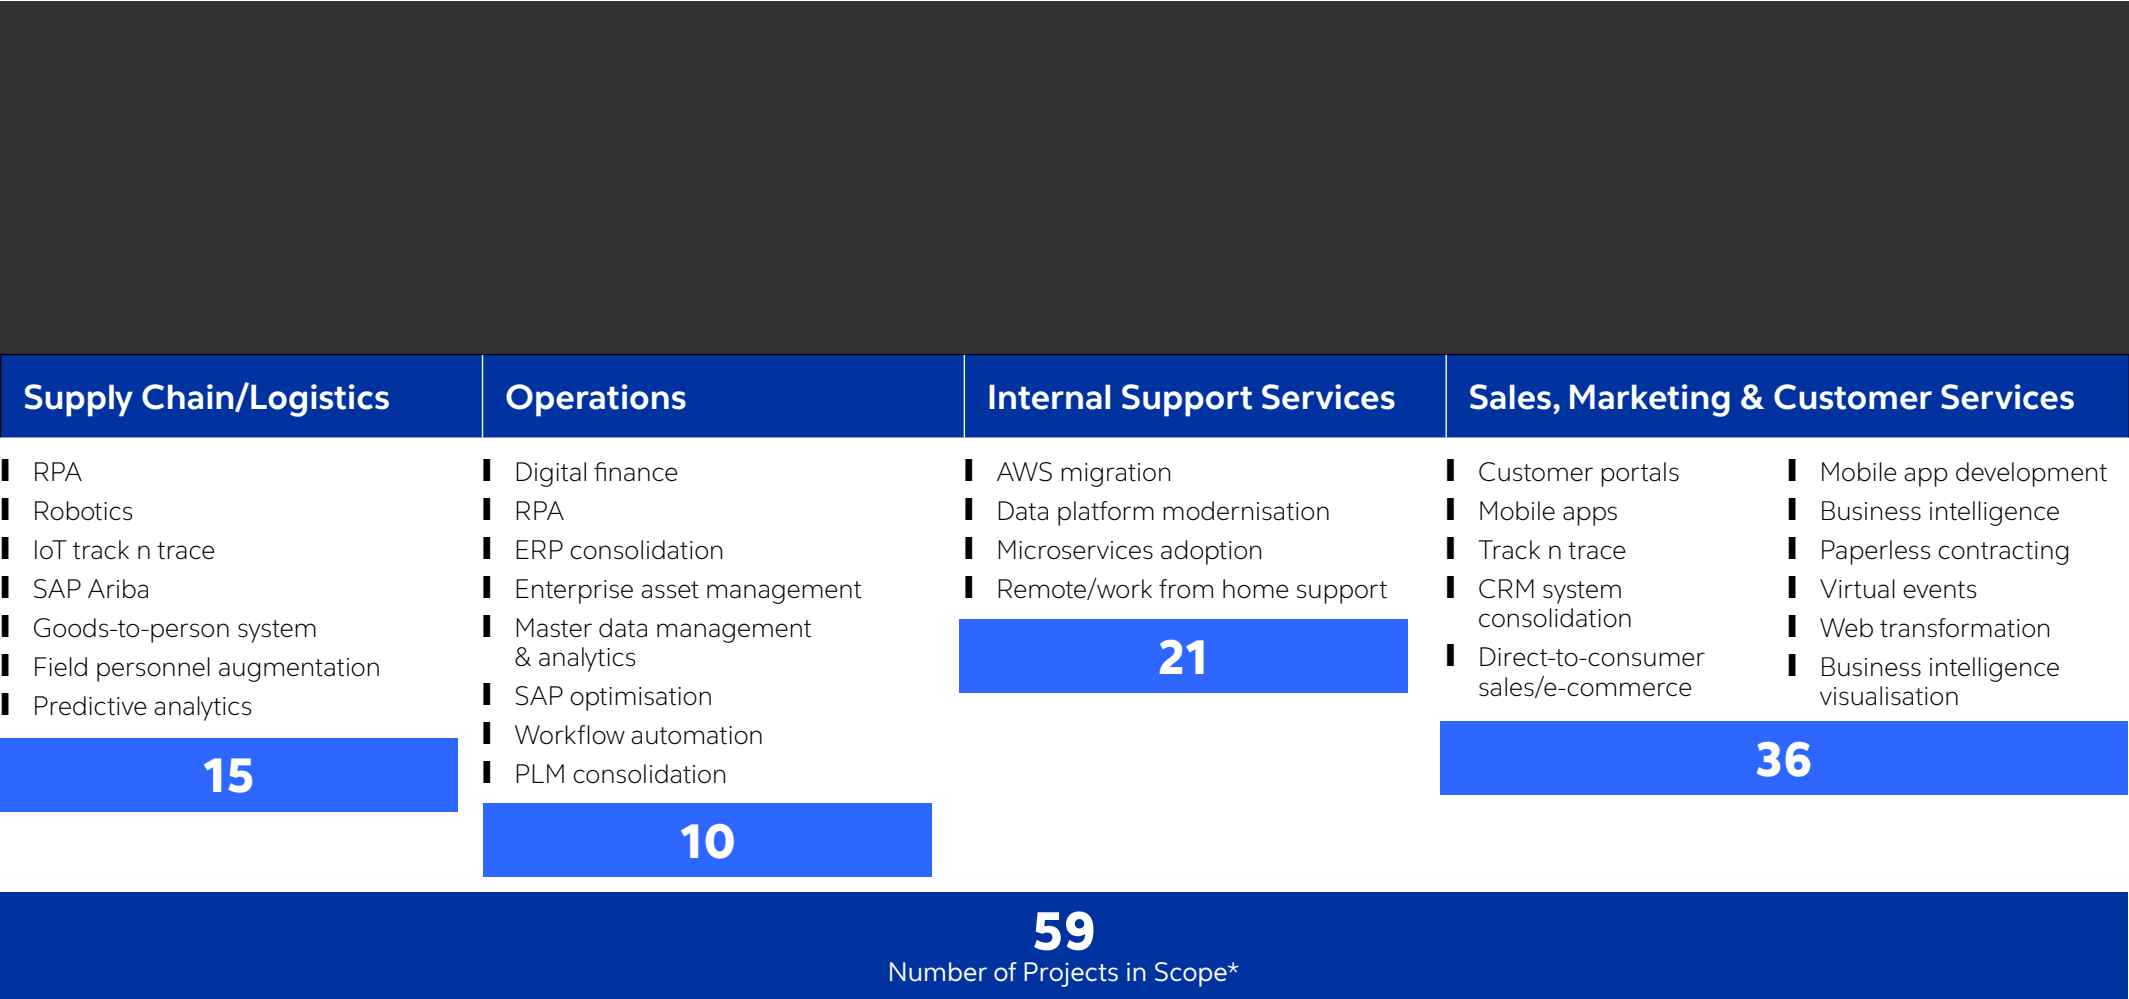 Supply Chain/Logistics
RPA
Robotics
IoT track n trace
SAP Ariba
Goods-to-person system
Field personnel augmentation
Predictive analytics
15
Operations
Digital finance
RPA
ERP consolidation
Enterprise asset management
Master data management
& analytics
SAP optimisation
Workflow automation
PLM consolidation
10
Internal Support Services
AWS migration
Data platform modernisation
Microservices adoption
Remote/work from home support
21
Sales, Marketing & Customer Services
Customer portals
Mobile apps
Track n trace
CRM system
consolidation
Direct-to-consumer
sales/e-commerce
Mobile app development
Business intelligence
Paperless contracting
Virtual events
Web transformation
Business intelligence
visualisation
36
59
Number of Projects in Scope*